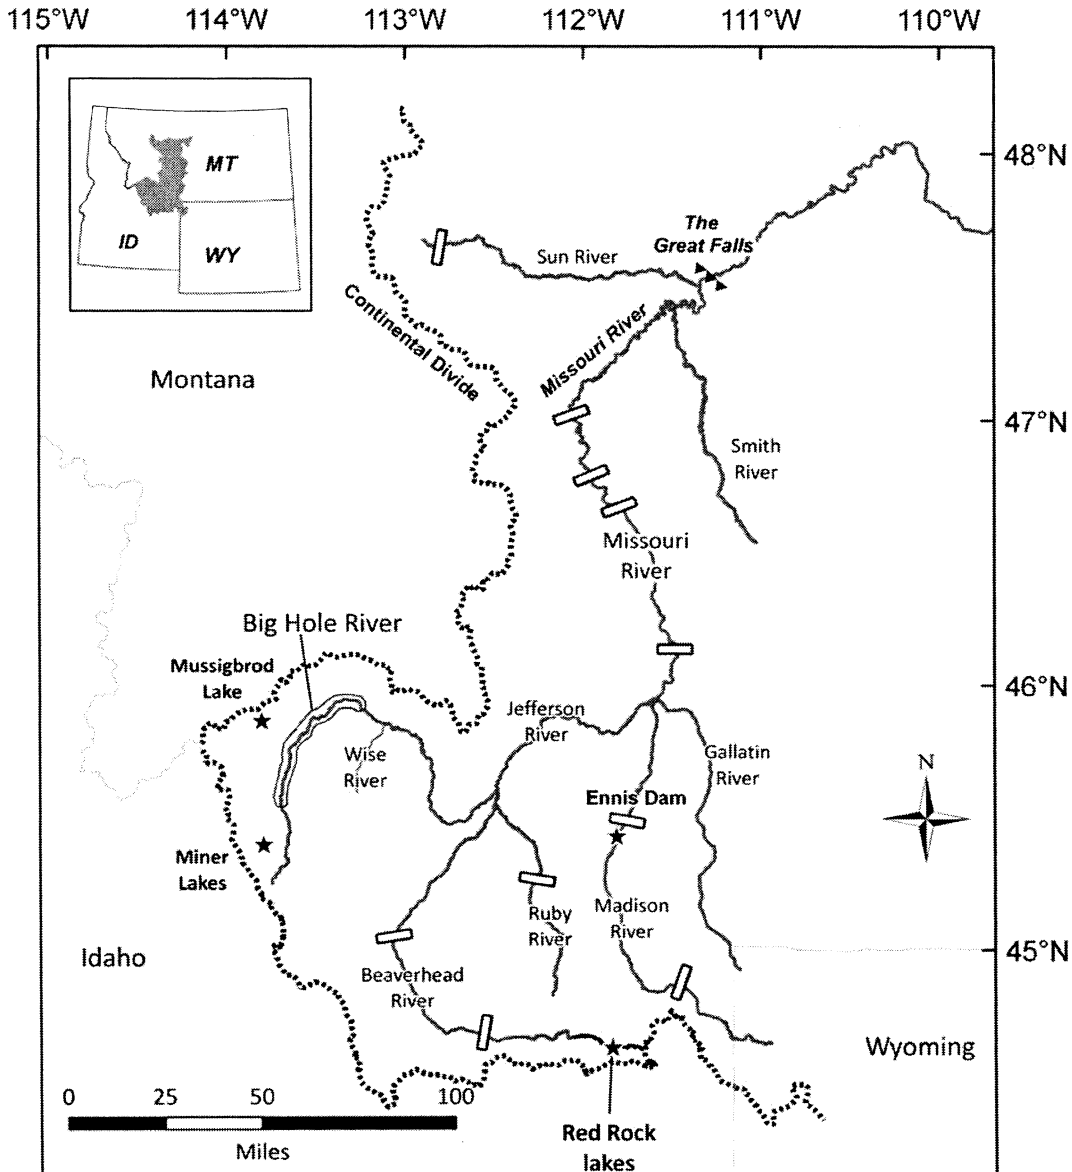 115°W
114°W
113°W
112°W
111°W
110°W
MT
ID
WY
48°N
The
Great Falls
Sun River
Continental Divide
Missouri River
Montana
47°N
Smith
River
Missouri
River
Big Hole River
Mussigbrod
Lake
46°N
Jefferson
River
Wise
River
Gallatin
River
N
Ennis Dam
Miner
Lakes
Ruby
River
Madison
River
45°N
Idaho
Beaverhead
River
Wyoming
0
25
50
100
Miles
Red Rock
lakes